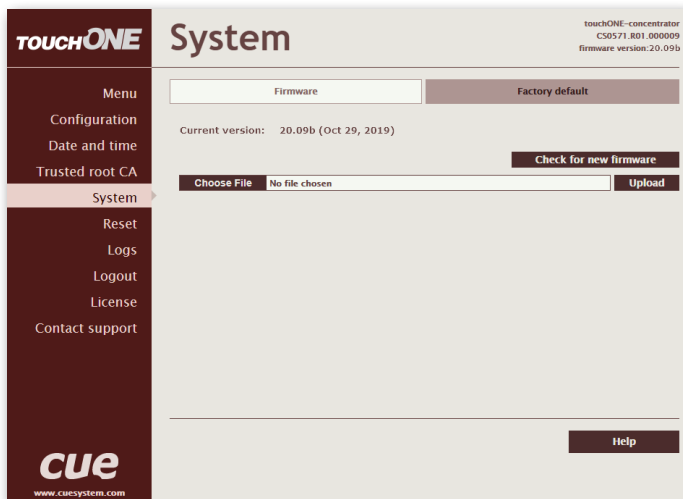 TOUCHONE
System
touchONE-concentrator
CS0571.R01.000009
firmware version:20.09b
Menu
Configuration
Date and time
Trusted root CA
System
Reset
Logs
Logout
License
Contact support
Firmware
Factory default
Current version: 20.09b (Oct 29, 2019)
Check for new firmware
Choose File No file chosen Upload
Help
cue
www.cuesystem.com